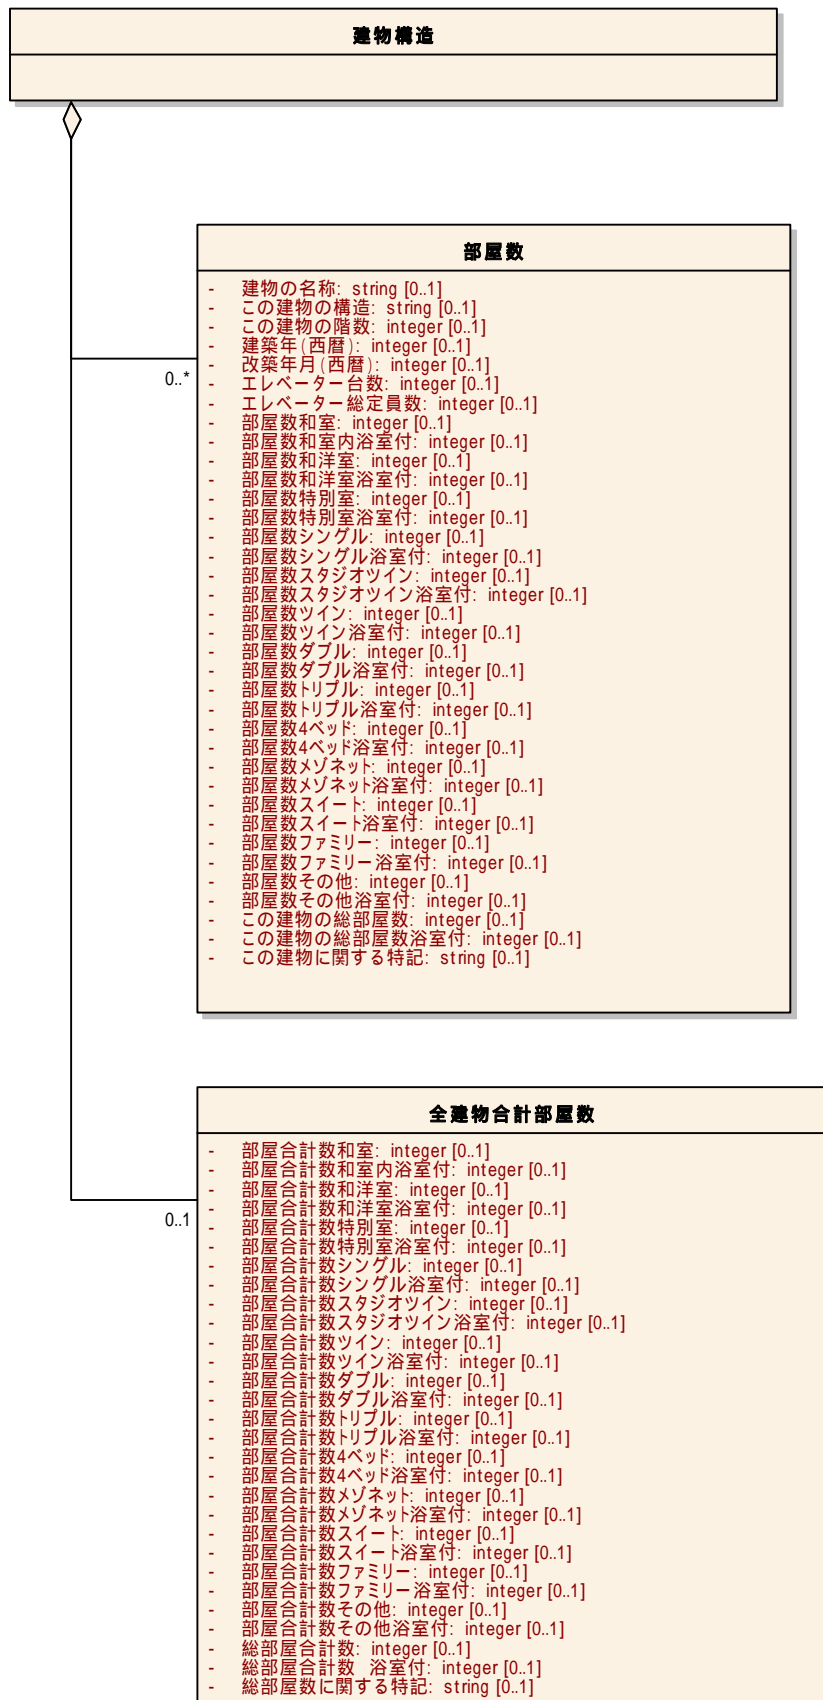 建物構造
部屋数
- 建物の名称: string [0..1]
- この建物の構造: string [0..1]
- この建物の階数: integer [0..1]
- 建築年(西暦): integer [0..1]
- 改築年月(西暦): integer [0..1]
- エレベーター台数: integer [0..1]
- エレベーター総定員数: integer [0..1]
- 部屋数和室: integer [0..1]
- 部屋数和室内浴室付: integer [0..1]
- 部屋数和洋室: integer [0..1]
- 部屋数和洋室浴室付: integer [0..1]
- 部屋数特別室: integer [0..1]
- 部屋数特別室浴室付: integer [0..1]
- 部屋数シングル: integer [0..1]
- 部屋数シングル浴室付: integer [0..1]
- 部屋数スタジオツイン: integer [0..1]
- 部屋数スタジオツイン浴室付: integer [0..1]
- 部屋数ツイン: integer [0..1]
- 部屋数ツイン浴室付: integer [0..1]
- 部屋数ダブル: integer [0..1]
- 部屋数ダブル浴室付: integer [0..1]
- 部屋数トリプル: integer [0..1]
- 部屋数トリプル浴室付: integer [0..1]
- 部屋数4ベッド: integer [0..1]
- 部屋数4ベッド浴室付: integer [0..1]
- 部屋数メゾネット: integer [0..1]
- 部屋数メゾネット浴室付: integer [0..1]
- 部屋数スイート: integer [0..1]
- 部屋数スイート浴室付: integer [0..1]
- 部屋数ファミリー: integer [0..1]
- 部屋数ファミリー浴室付: integer [0..1]
- 部屋数その他: integer [0..1]
- 部屋数その他浴室付: integer [0..1]
- この建物の総部屋数: integer [0..1]
- この建物の総部屋数浴室付: integer [0..1]
- この建物に関する特記: string [0..1]
0..*
全建物合計部屋数
- 部屋合計数和室: integer [0..1]
- 部屋合計数和室内浴室付: integer [0..1]
- 部屋合計数和洋室: integer [0..1]
- 部屋合計数和洋室浴室付: integer [0..1]
- 部屋合計数特別室: integer [0..1]
- 部屋合計数特別室浴室付: integer [0..1]
- 部屋合計数シングル: integer [0..1]
- 部屋合計数シングル浴室付: integer [0..1]
- 部屋合計数スタジオツイン: integer [0..1]
- 部屋合計数スタジオツイン浴室付: integer [0..1]
- 部屋合計数ツイン: integer [0..1]
- 部屋合計数ツイン浴室付: integer [0..1]
- 部屋合計数ダブル: integer [0..1]
- 部屋合計数ダブル浴室付: integer [0..1]
- 部屋合計数トリプル: integer [0..1]
- 部屋合計数トリプル浴室付: integer [0..1]
- 部屋合計数4ベッド: integer [0..1]
- 部屋合計数4ベッド浴室付: integer [0..1]
- 部屋合計数メゾネット: integer [0..1]
- 部屋合計数メゾネット浴室付: integer [0..1]
- 部屋合計数スイート: integer [0..1]
- 部屋合計数スイート浴室付: integer [0..1]
- 部屋合計数ファミリー: integer [0..1]
- 部屋合計数ファミリー浴室付: integer [0..1]
- 部屋合計数その他: integer [0..1]
- 部屋合計数その他浴室付: integer [0..1]
- 総部屋合計数: integer [0..1]
- 総部屋合計数 浴室付: integer [0..1]
- 総部屋数に関する特記: string [0..1]
0..1